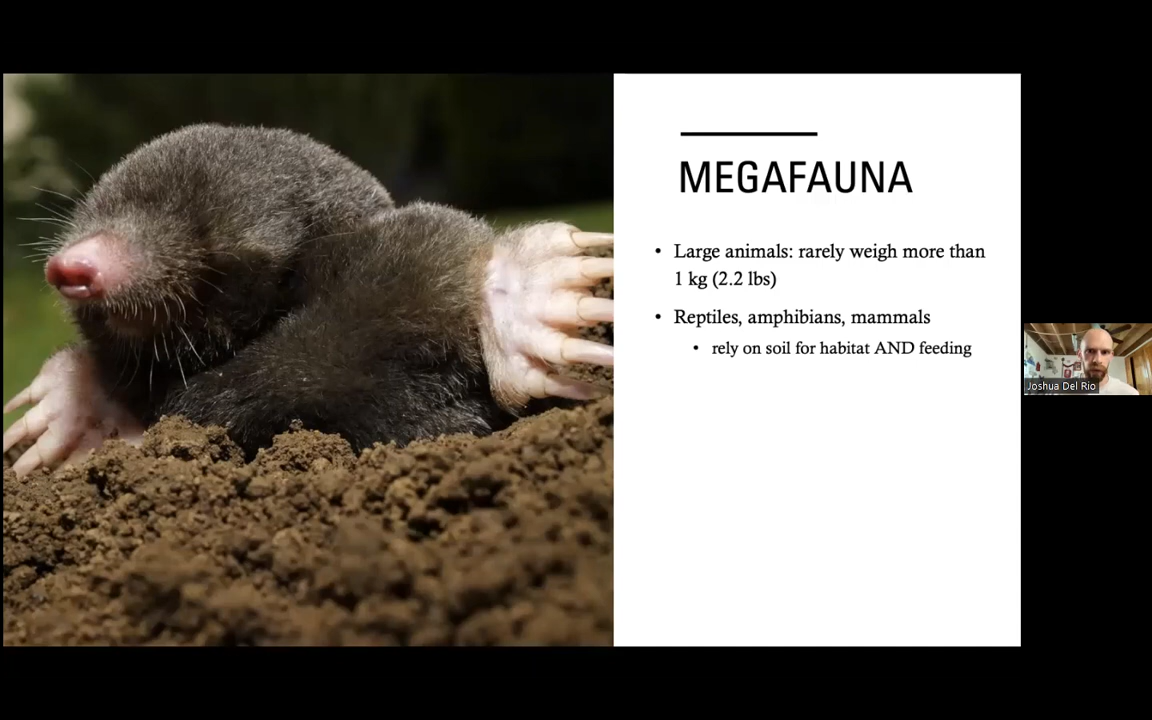 MEGAFAUNA
• Large animals: rarely weigh more than
1 kg (2.2 lbs)
• Reptiles, amphibians, mammals
• rely on soil for habitat AND feeding
Joshua Del Rio